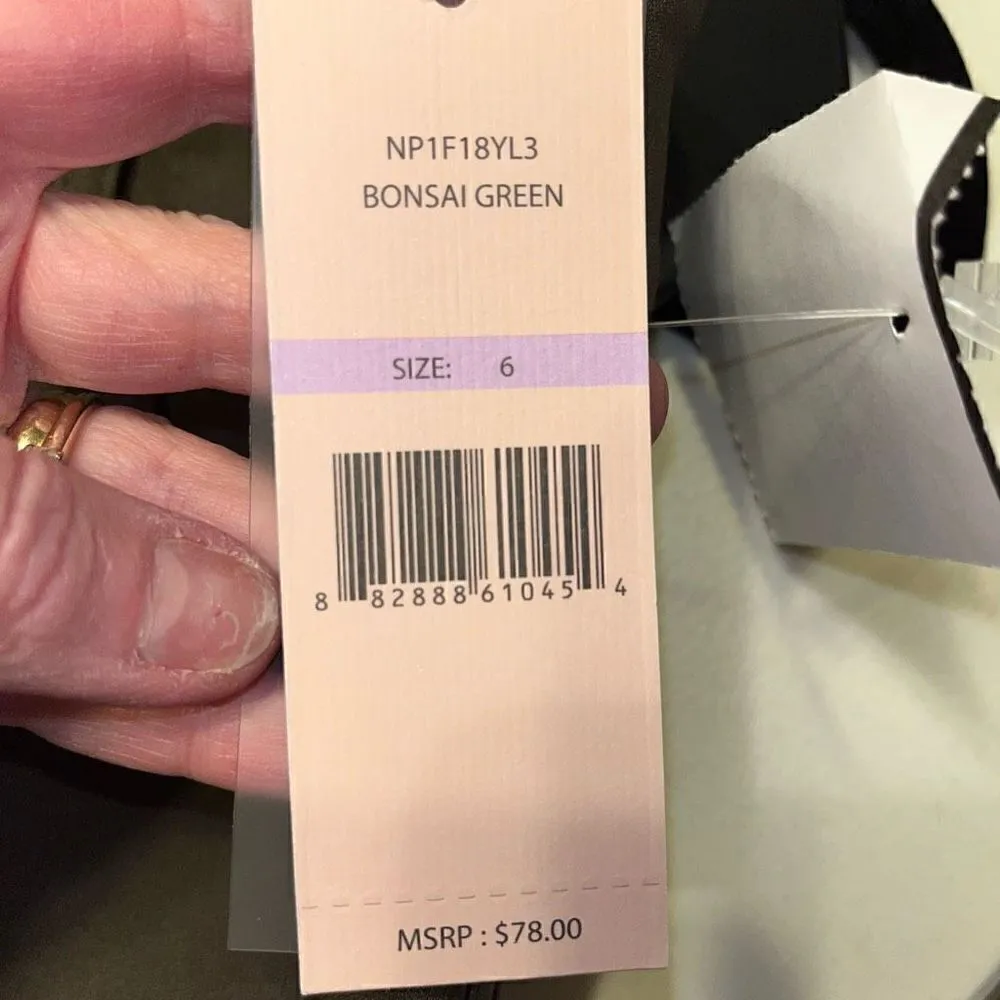 NP1F18YL3
BONSAI GREEN
SIZE: 6
8 82888 61045 4
MSRP : $78.00